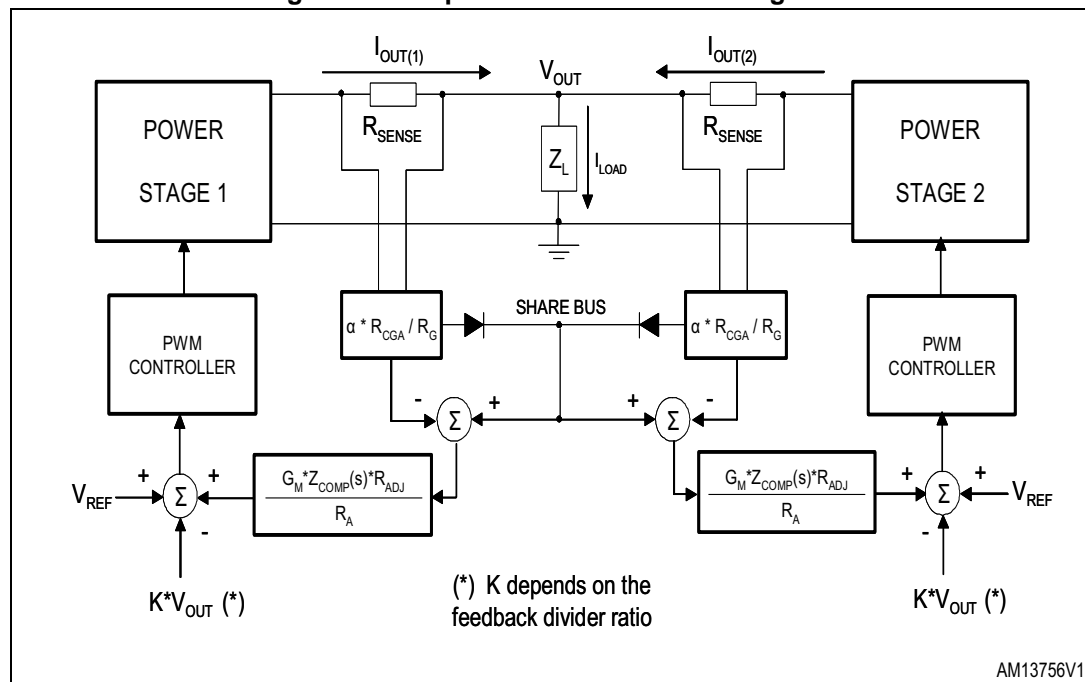 I_OUT(1)
I_OUT(2)
V_OUT
POWER
STAGE 1
R_SENSE
Z_L
I_LOAD
R_SENSE
POWER
STAGE 2
SHARE BUS
α * R_CGA / R_G
α * R_CGA / R_G
PWM
CONTROLLER
PWM
CONTROLLER
- Σ +
+ Σ -
V_REF
+ Σ + -
G_M*Z_COMP(s)*R_ADJ
R_A
G_M*Z_COMP(s)*R_ADJ
R_A
+ Σ + -
V_REF
K*V_OUT (*)
(*) K depends on the
feedback divider ratio
K*V_OUT (*)
AM13756V1